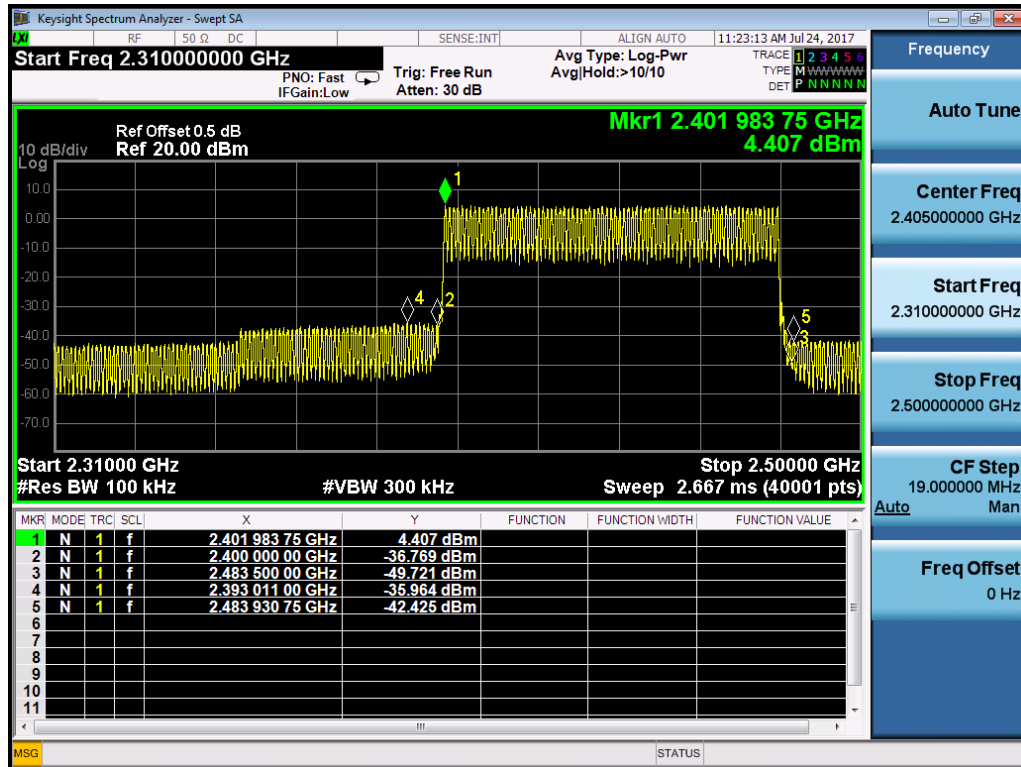 Keysight Spectrum Analyzer - Swept SA
LXI RF 50 Ω DC SENSE:INT ALIGN AUTO 11:23:13 AM Jul 24, 2017
Start Freq 2.310000000 GHz
PNO: Fast
IFGain:Low
Trig: Free Run
Atten: 30 dB
Avg Type: Log-Pwr
Avg|Hold:>10/10
TRACE 1 2 3 4 5 6
TYPE M WWWWW
DET P N N N N N
Ref Offset 0.5 dB
10 dB/div Ref 20.00 dBm
Log
Mkr1 2.401 983 75 GHz
4.407 dBm
10.0
0.00
-10.0
-20.0
-30.0
-40.0
-50.0
-60.0
-70.0
1
4
2
5
3
Start 2.31000 GHz Stop 2.50000 GHz
#Res BW 100 kHz #VBW 300 kHz Sweep 2.667 ms (40001 pts)
MKR MODE TRC SCL X Y FUNCTION FUNCTION WIDTH FUNCTION VALUE
1 N 1 f 2.401 983 75 GHz 4.407 dBm
2 N 1 f 2.400 000 00 GHz -36.769 dBm
3 N 1 f 2.483 500 00 GHz -49.721 dBm
4 N 1 f 2.393 011 00 GHz -35.964 dBm
5 N 1 f 2.483 930 75 GHz -42.425 dBm
6
7
8
9
10
11
MSG STATUS
Frequency
Auto Tune
Center Freq
2.405000000 GHz
Start Freq
2.310000000 GHz
Stop Freq
2.500000000 GHz
CF Step
19.000000 MHz
Auto Man
Freq Offset
0 Hz